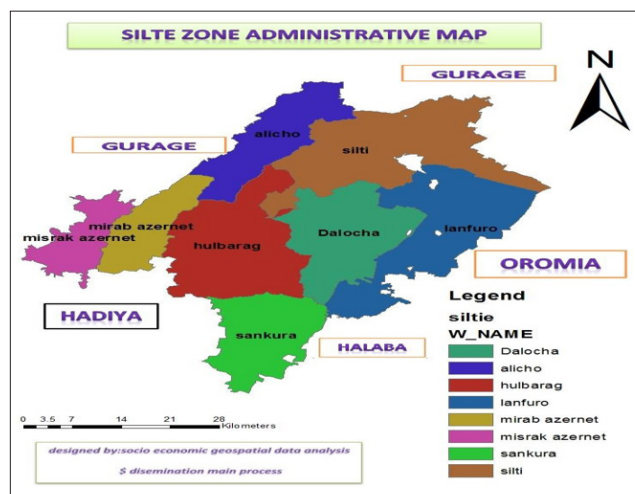 SILTE ZONE ADMINISTRATIVE MAP
GURAGE
N
GURAGE
alicho
silti
mirab azernet
misrak azernet
hulbarag
Dalocha
lanfuro
OROMIA
HADIYA
sankura
HALABA
Legend
siltie
W_NAME
Dalocha
alicho
hulbarag
lanfuro
mirab azernet
misrak azernet
sankura
silti
0 3.5 7 14 21 28
Kilometers
designed by:socio economic geospatial data analysis
$ disemination main process